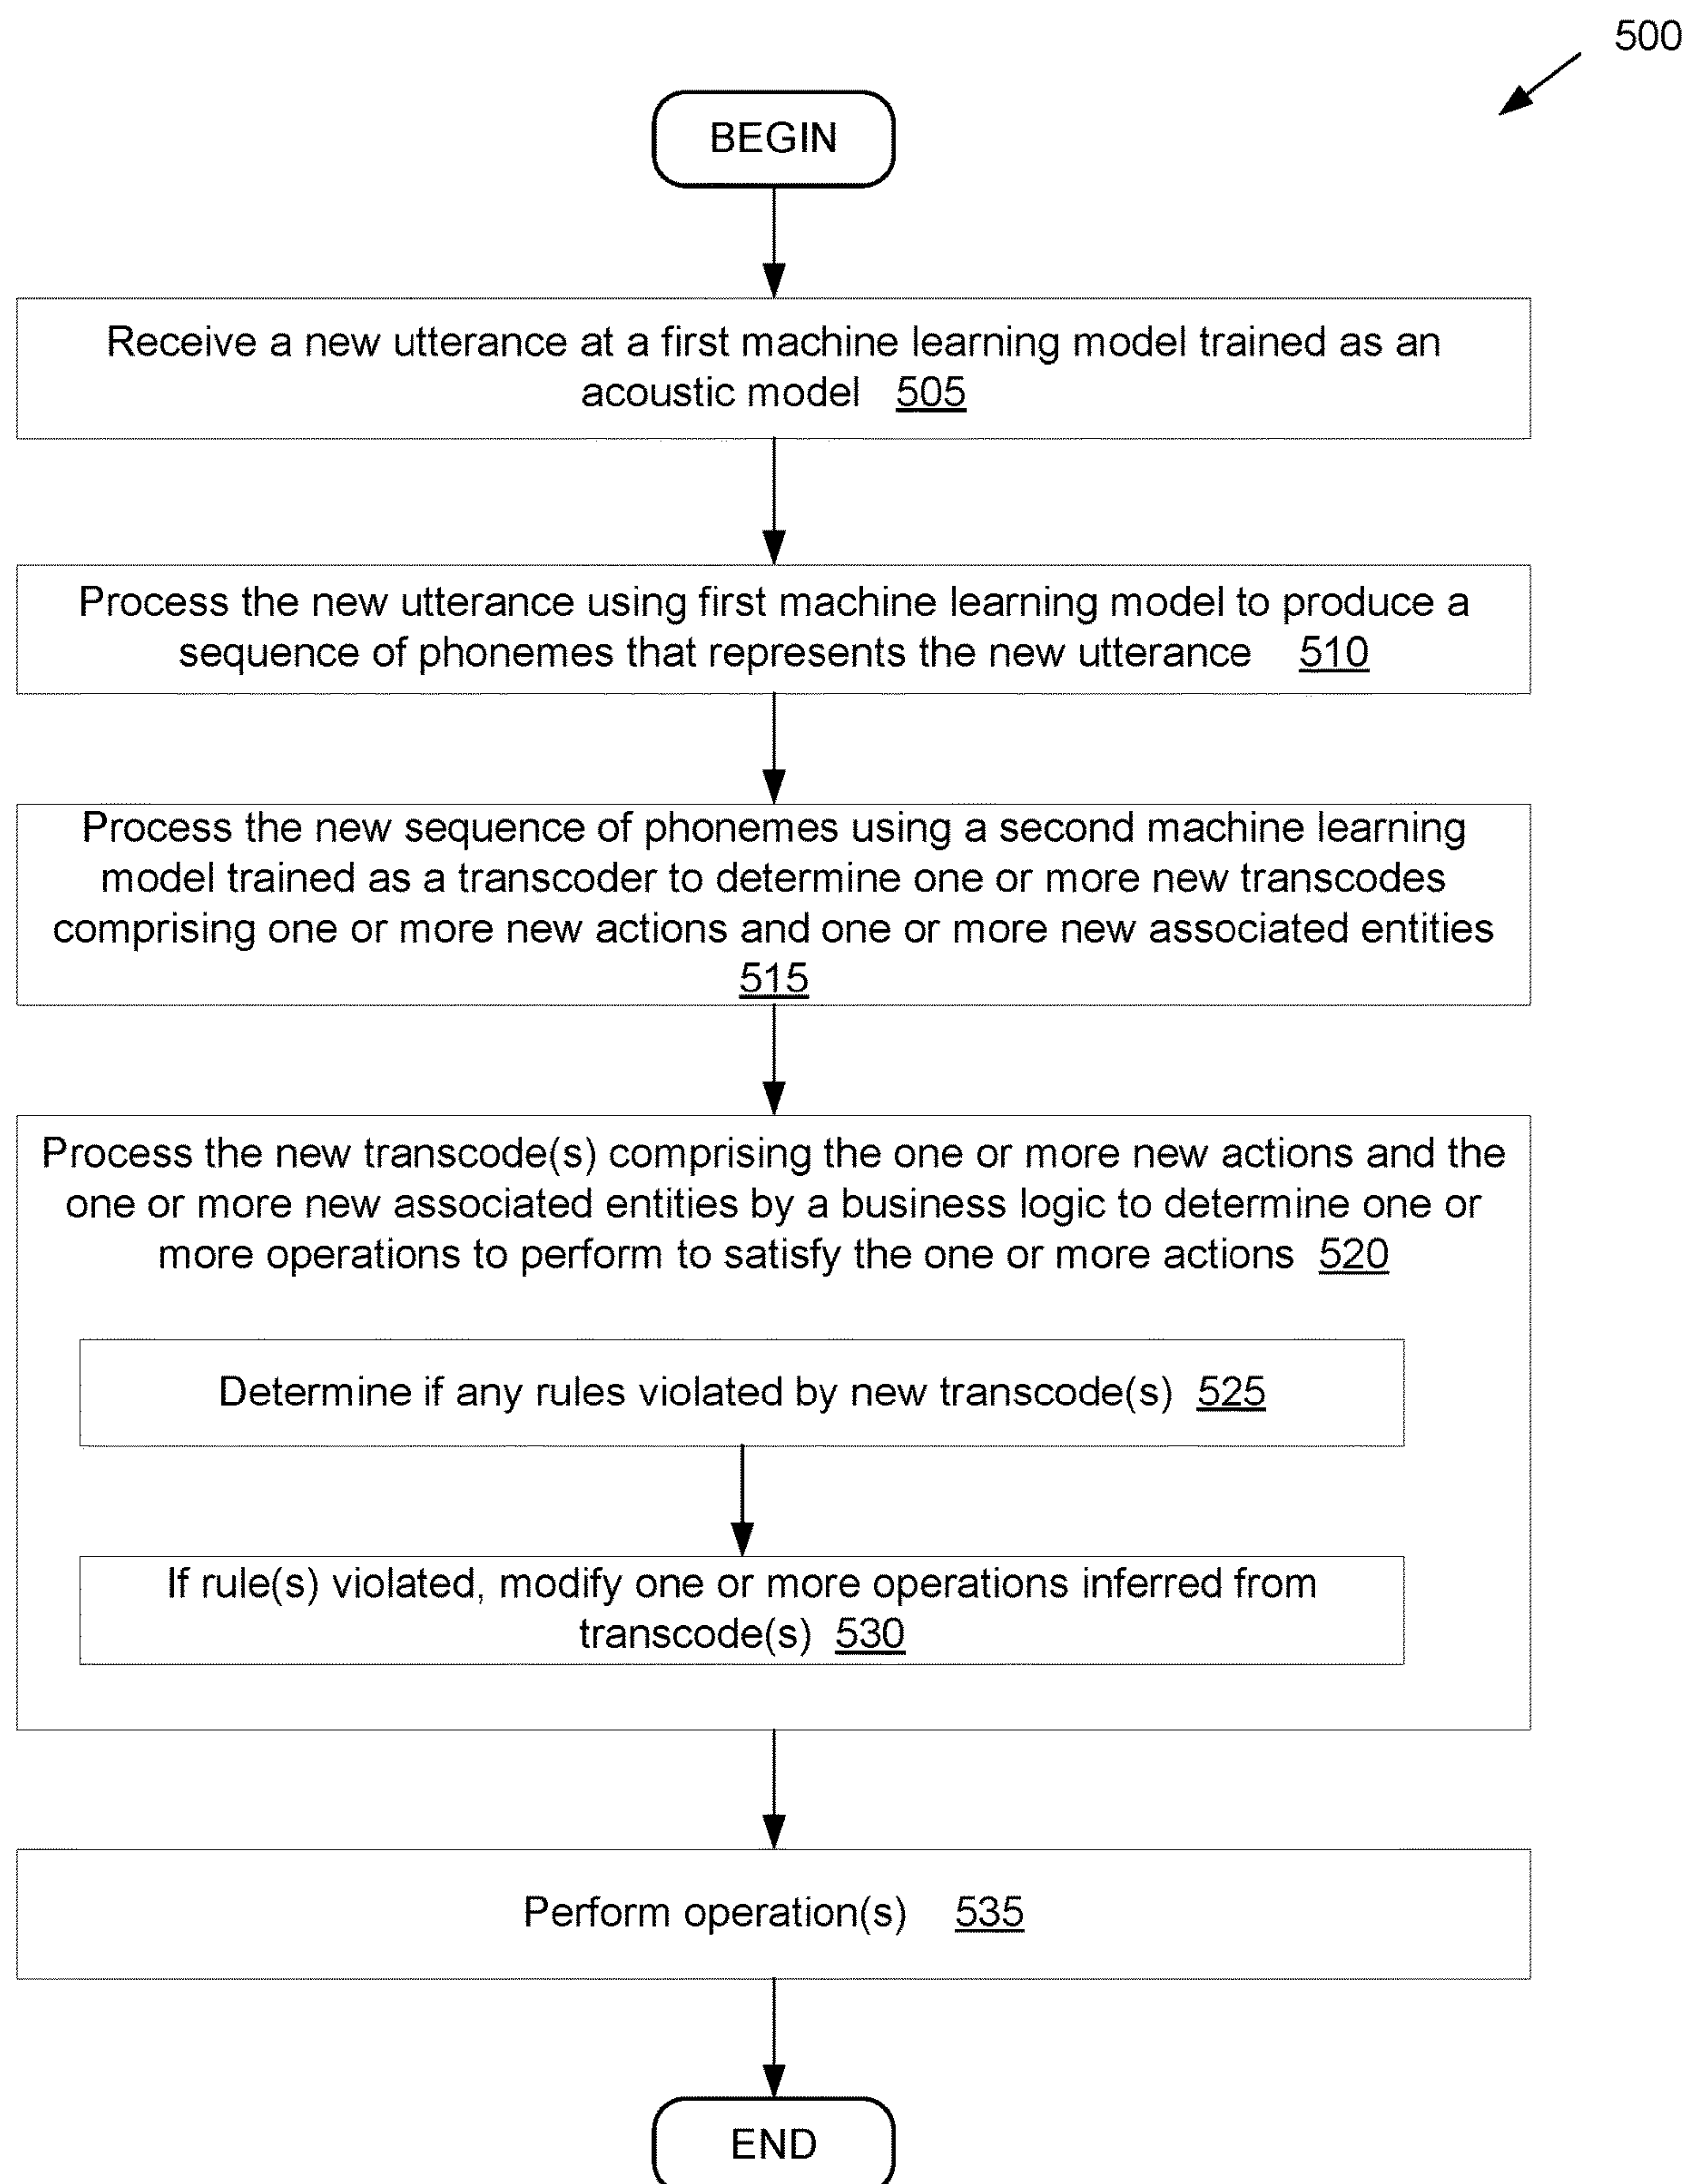 500
BEGIN
Receive a new utterance at a first machine learning model trained as an
acoustic model 505
Process the new utterance using first machine learning model to produce a
sequence of phonemes that represents the new utterance 510
Process the new sequence of phonemes using a second machine learning
model trained as a transcoder to determine one or more new transcodes
comprising one or more new actions and one or more new associated entities
515
Process the new transcode(s) comprising the one or more new actions and the
one or more new associated entities by a business logic to determine one or
more operations to perform to satisfy the one or more actions 520
Determine if any rules violated by new transcode(s) 525
If rule(s) violated, modify one or more operations inferred from
transcode(s) 530
Perform operation(s) 535
END